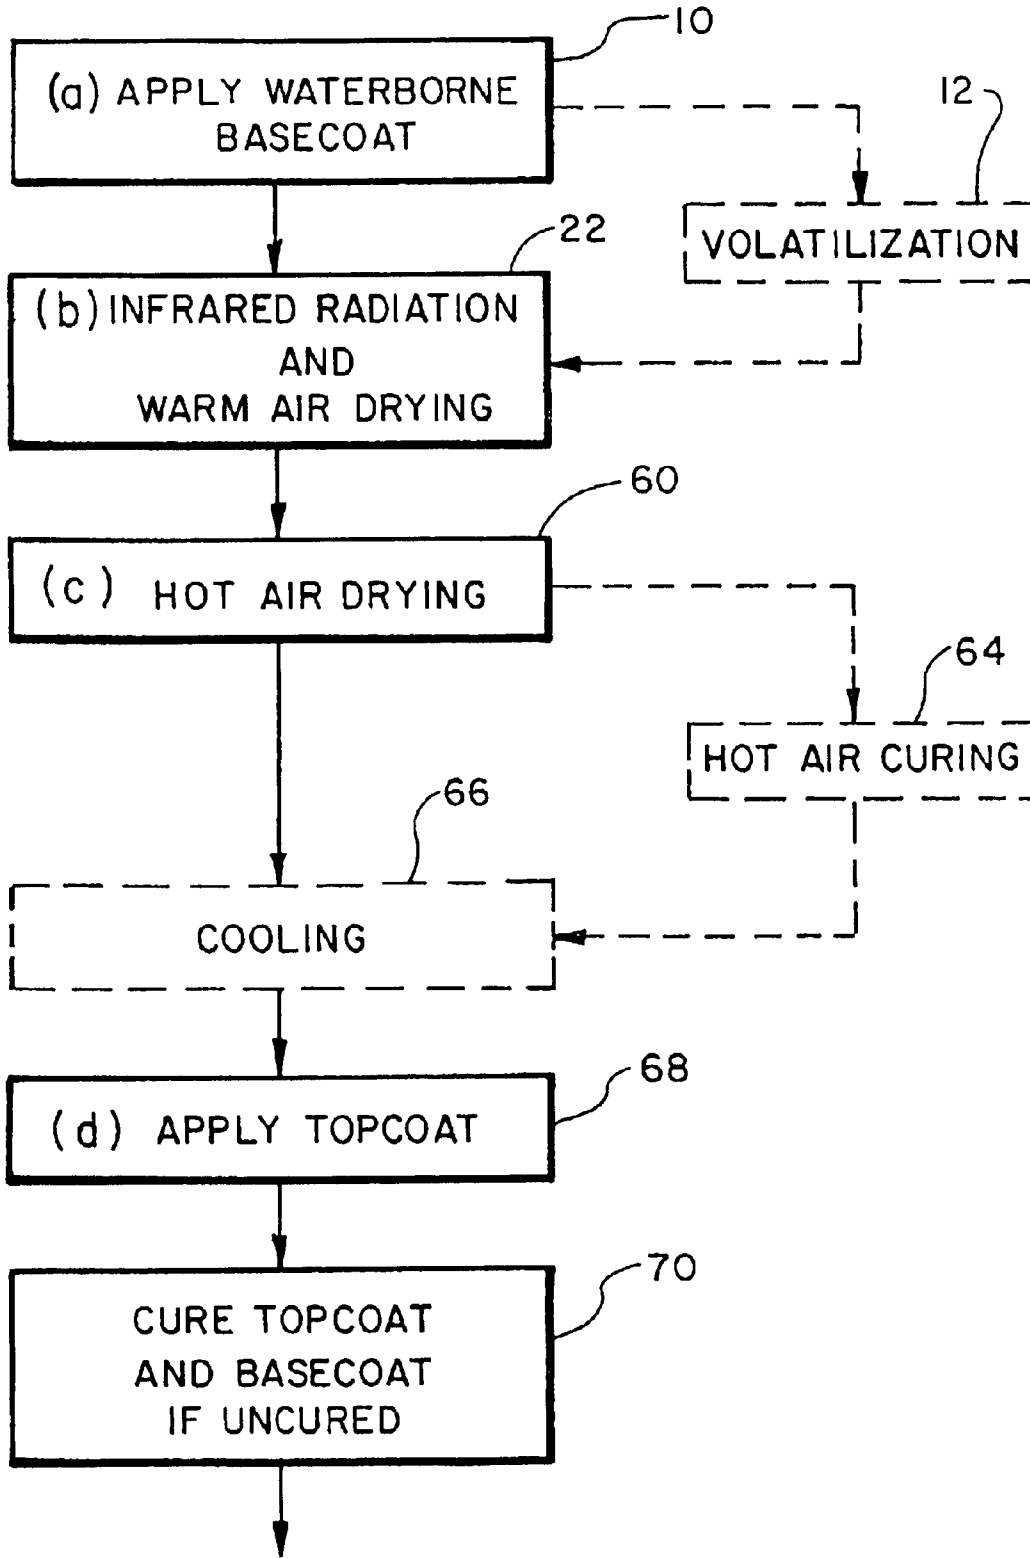 10
(a) APPLY WATERBORNE
BASECOAT
12
VOLATILIZATION
22
(b) INFRARED RADIATION
AND
WARM AIR DRYING
60
(c) HOT AIR DRYING
64
HOT AIR CURING
66
COOLING
68
(d) APPLY TOPCOAT
70
CURE TOPCOAT
AND BASECOAT
IF UNCURED